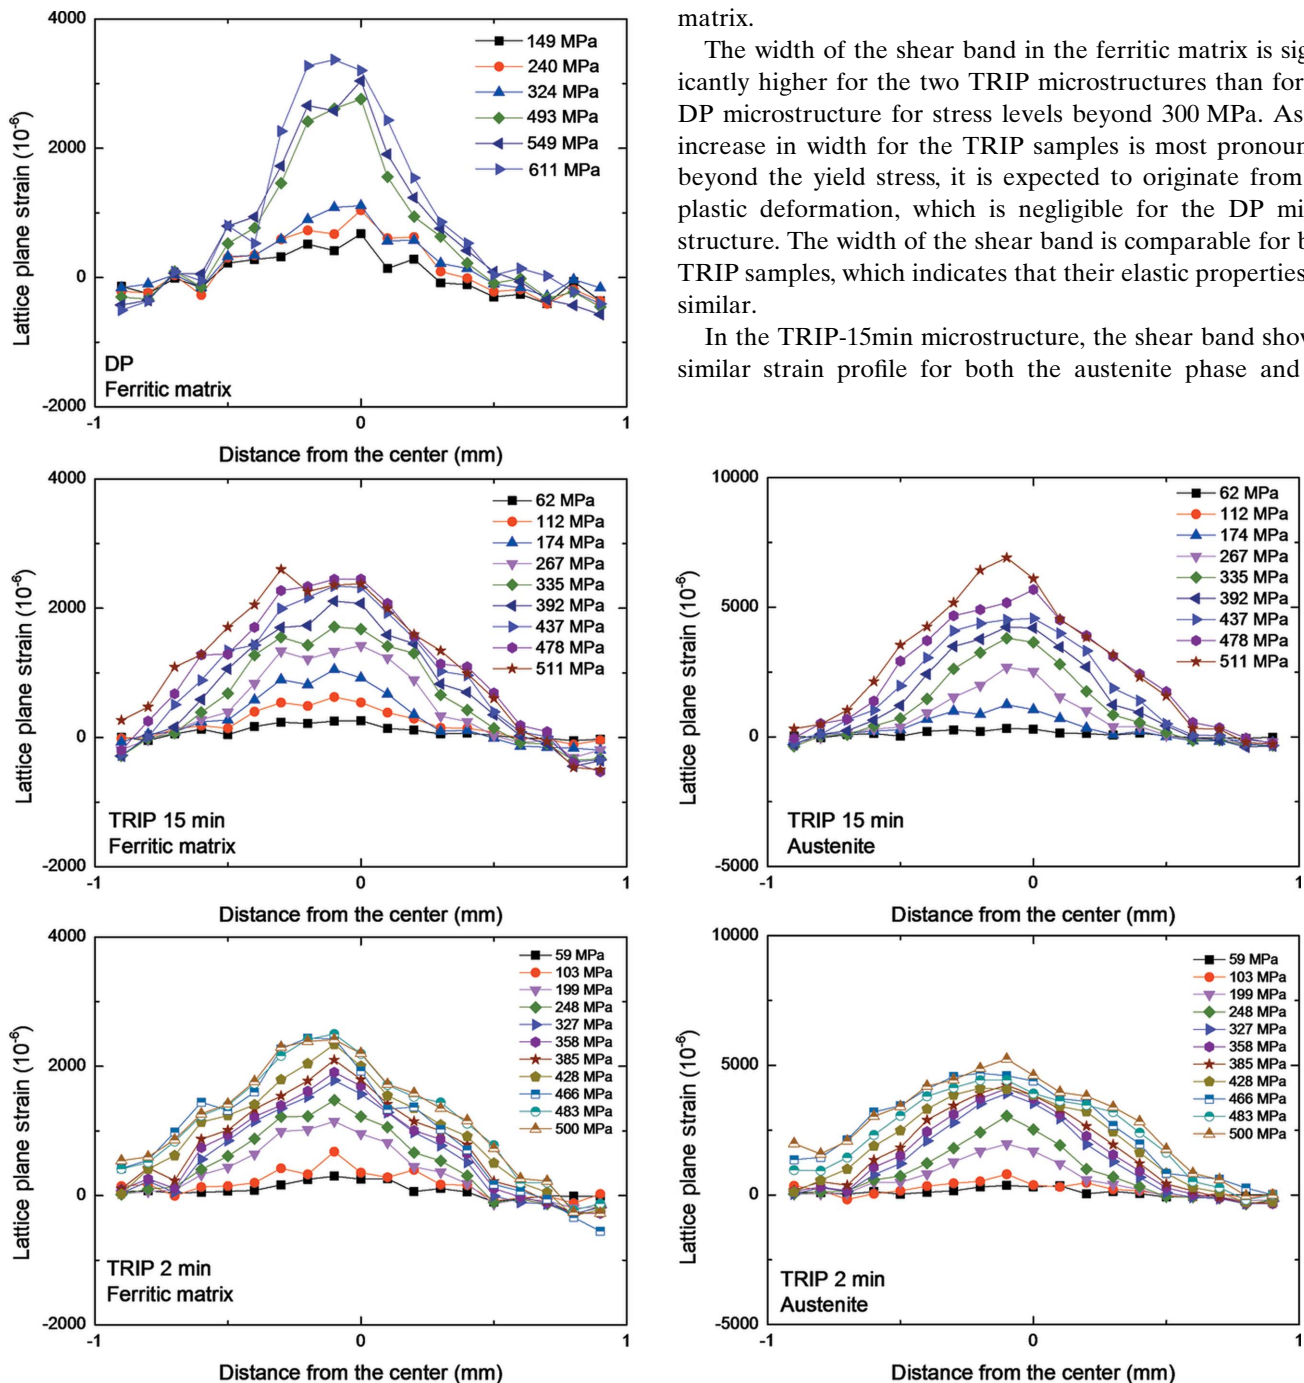 matrix.
The width of the shear band in the ferritic matrix is sig
icantly higher for the two TRIP microstructures than for
DP microstructure for stress levels beyond 300 MPa. As
increase in width for the TRIP samples is most pronoun
beyond the yield stress, it is expected to originate from
plastic deformation, which is negligible for the DP mi
structure. The width of the shear band is comparable for b
TRIP samples, which indicates that their elastic properties
similar.
In the TRIP-15min microstructure, the shear band show
similar strain profile for both the austenite phase and
4000
2000
0
-2000
-1
0
1
Lattice plane strain (10⁻⁶)
149 MPa
240 MPa
324 MPa
493 MPa
549 MPa
611 MPa
DP
Ferritic matrix
Distance from the center (mm)
4000
2000
0
-2000
-1
0
1
Lattice plane strain (10⁻⁶)
62 MPa
112 MPa
174 MPa
267 MPa
335 MPa
392 MPa
437 MPa
478 MPa
511 MPa
TRIP 15 min
Ferritic matrix
Distance from the center (mm)
10000
5000
0
-5000
-1
0
1
Lattice plane strain (10⁻⁶)
62 MPa
112 MPa
174 MPa
267 MPa
335 MPa
392 MPa
437 MPa
478 MPa
511 MPa
TRIP 15 min
Austenite
Distance from the center (mm)
4000
2000
0
-2000
-1
0
1
Lattice plane strain (10⁻⁶)
59 MPa
103 MPa
199 MPa
248 MPa
327 MPa
358 MPa
385 MPa
428 MPa
466 MPa
483 MPa
500 MPa
TRIP 2 min
Ferritic matrix
Distance from the center (mm)
10000
5000
0
-5000
-1
0
1
Lattice plane strain (10⁻⁶)
59 MPa
103 MPa
199 MPa
248 MPa
327 MPa
358 MPa
385 MPa
428 MPa
466 MPa
483 MPa
500 MPa
TRIP 2 min
Austenite
Distance from the center (mm)